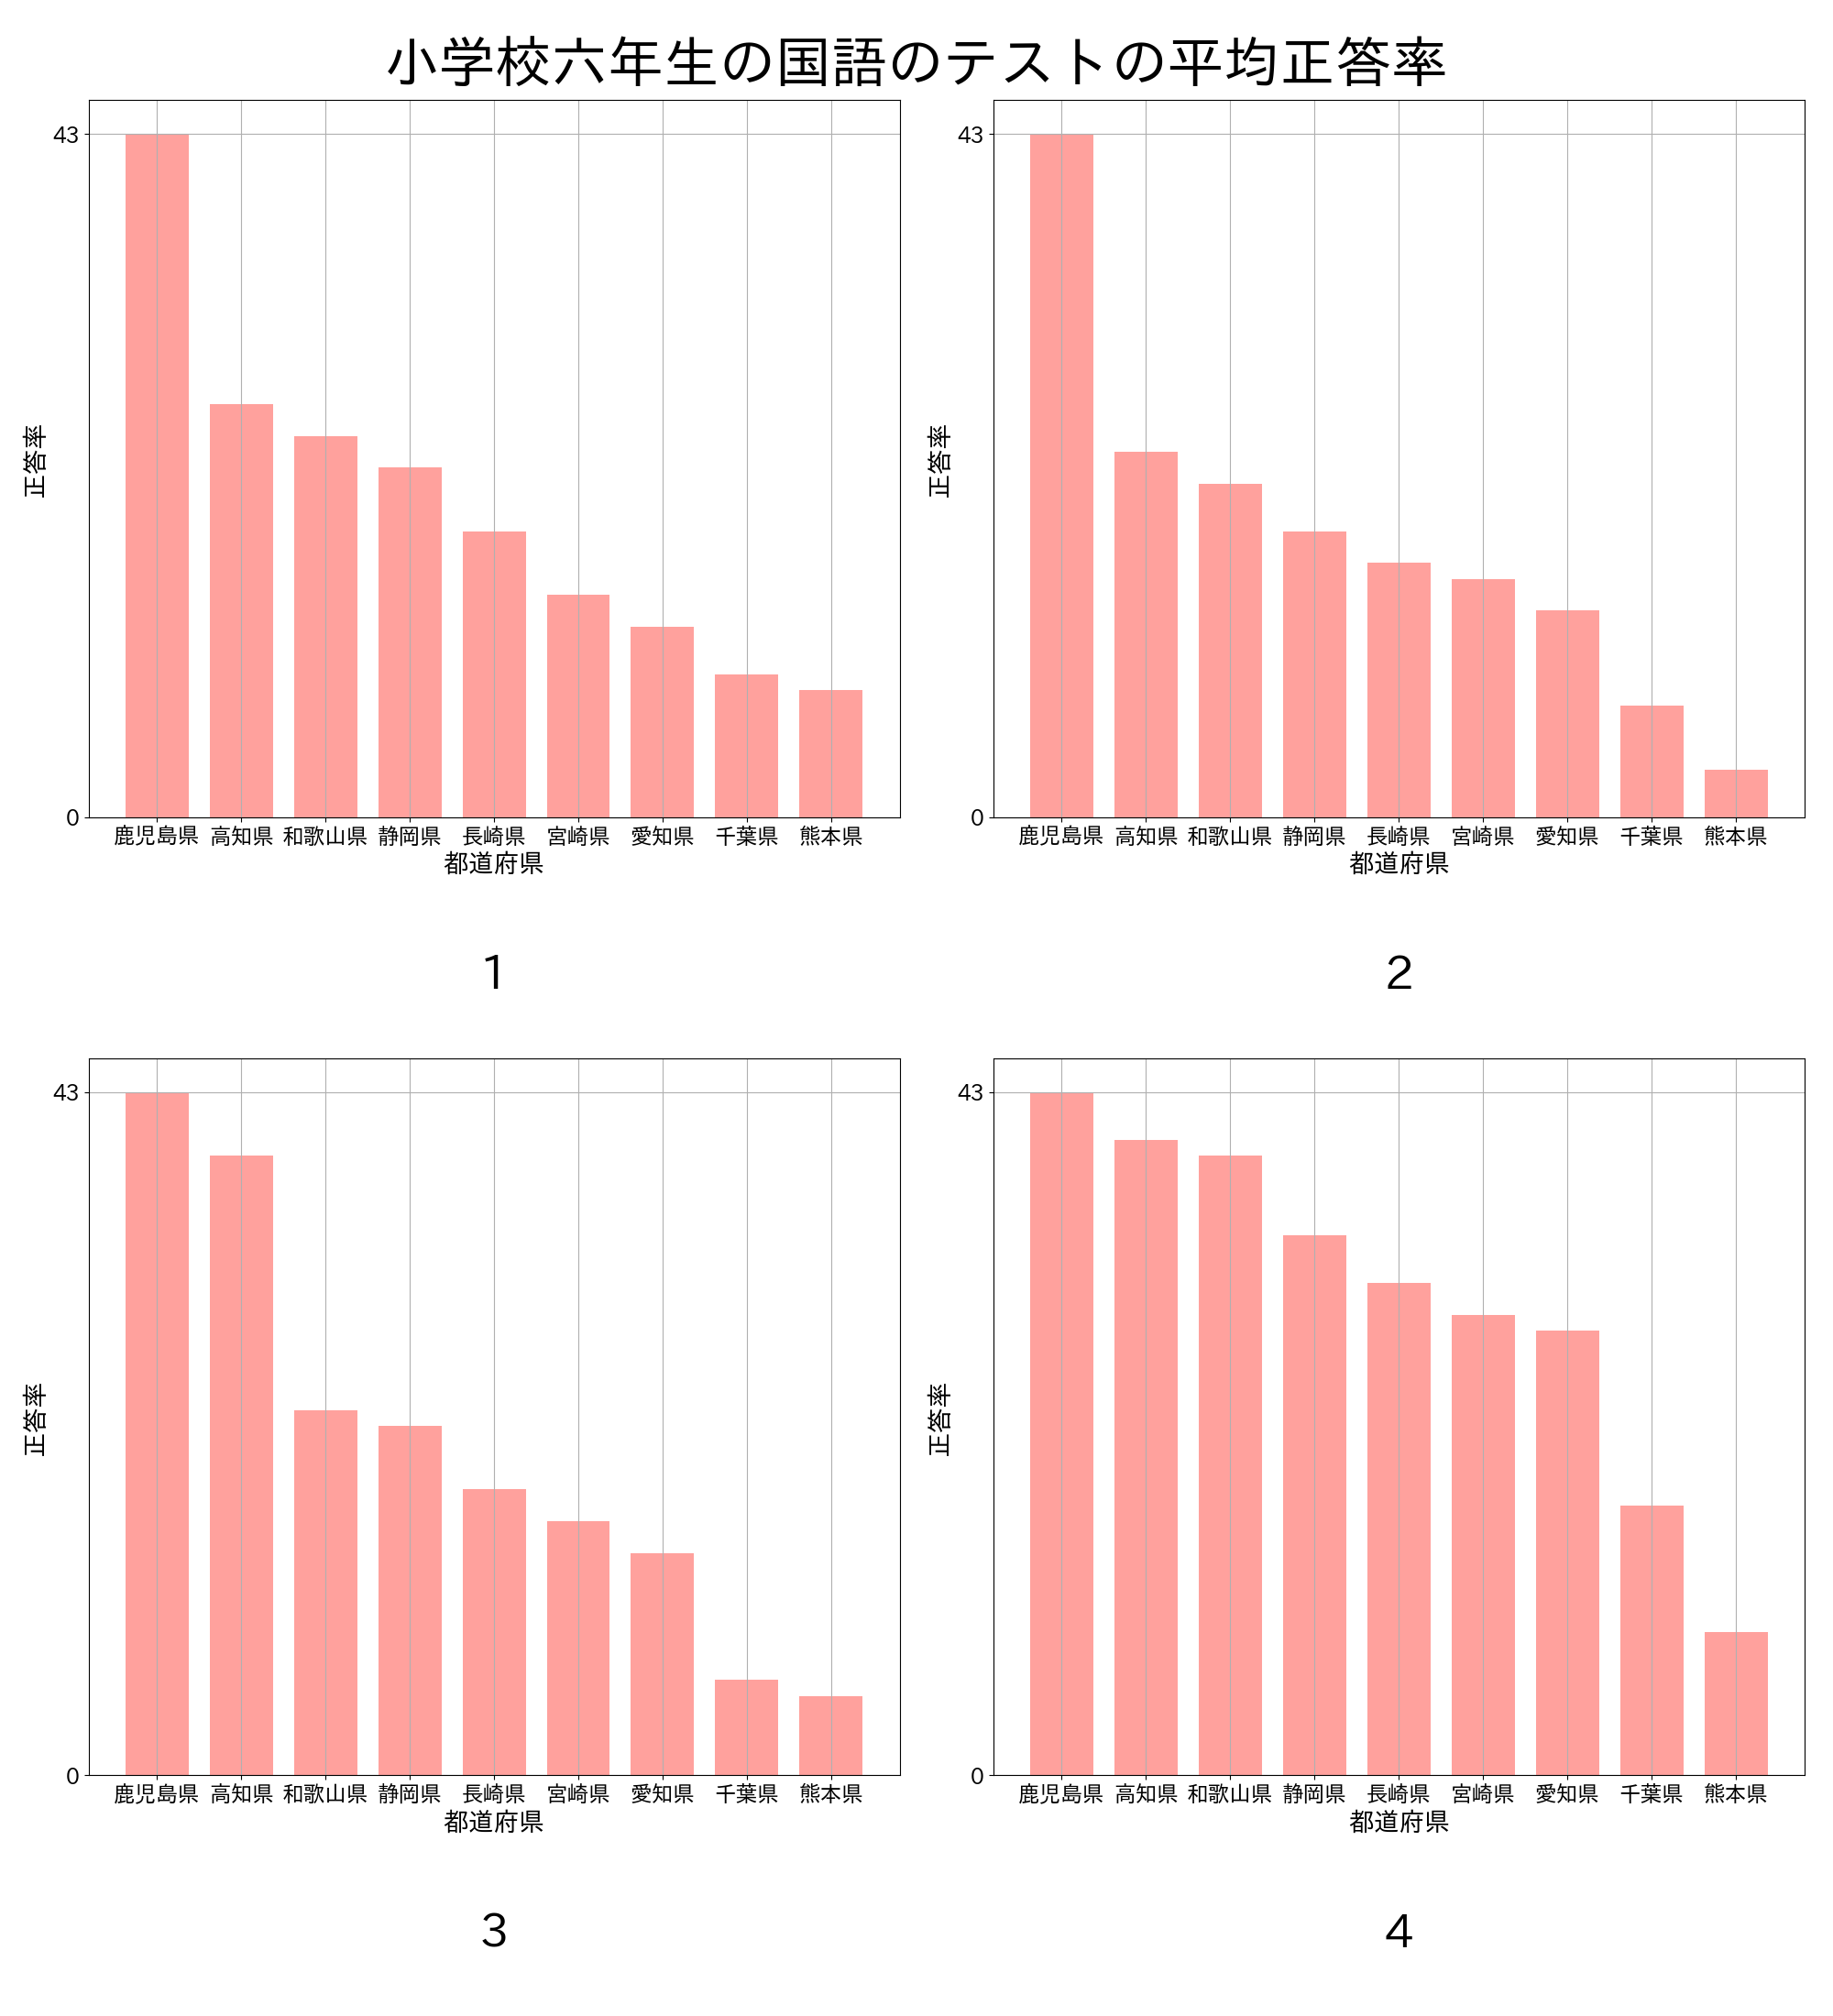 小学校六年生の国語のテストの平均正答率
43
0
正答率
鹿児島県 高知県 和歌山県 静岡県 長崎県 宮崎県 愛知県 千葉県 熊本県
都道府県
1
43
0
正答率
鹿児島県 高知県 和歌山県 静岡県 長崎県 宮崎県 愛知県 千葉県 熊本県
都道府県
2
43
0
正答率
鹿児島県 高知県 和歌山県 静岡県 長崎県 宮崎県 愛知県 千葉県 熊本県
都道府県
3
43
0
正答率
鹿児島県 高知県 和歌山県 静岡県 長崎県 宮崎県 愛知県 千葉県 熊本県
都道府県
4